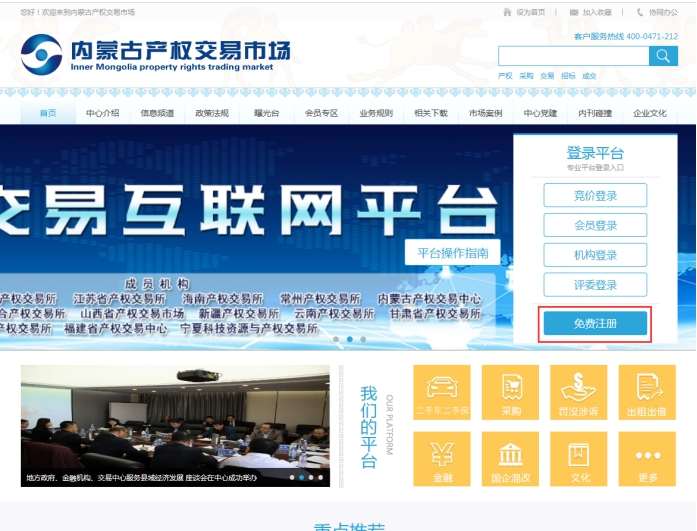 您好！欢迎来到内蒙古产权交易市场
设为首页 加入收藏 协同办公
客户服务热线 400-0471-212
内蒙古产权交易市场
Inner Mongolia property rights trading market
产权 采购 交易 招标 成交
首页 中心介绍 信息频道 政策法规 曝光台 会员专区 业务规则 相关下载 市场案例 中心党建 内刊碰撞 企业文化
交易互联网平台
平台操作指南
成员机构
产权交易所 江苏省产权交易所 海南产权交易所 常州产权交易所 内蒙古产权交易中心
合产权交易所 山西省产权交易市场 新疆产权交易所 云南产权交易所 甘肃省产权交易所
产权交易所 福建省产权交易中心 宁夏科技资源与产权交易所
登录平台
专业平台登录入口
竞价登录
会员登录
机构登录
评委登录
免费注册
地方政府、金融机构、交易中心服务县域经济发展 座谈会在中心成功举办
我们的平台
OUR PLATFORM
二手车二手房 采购 罚没涉诉 出租出借
金融 国企混改 文化 更多
重点推荐